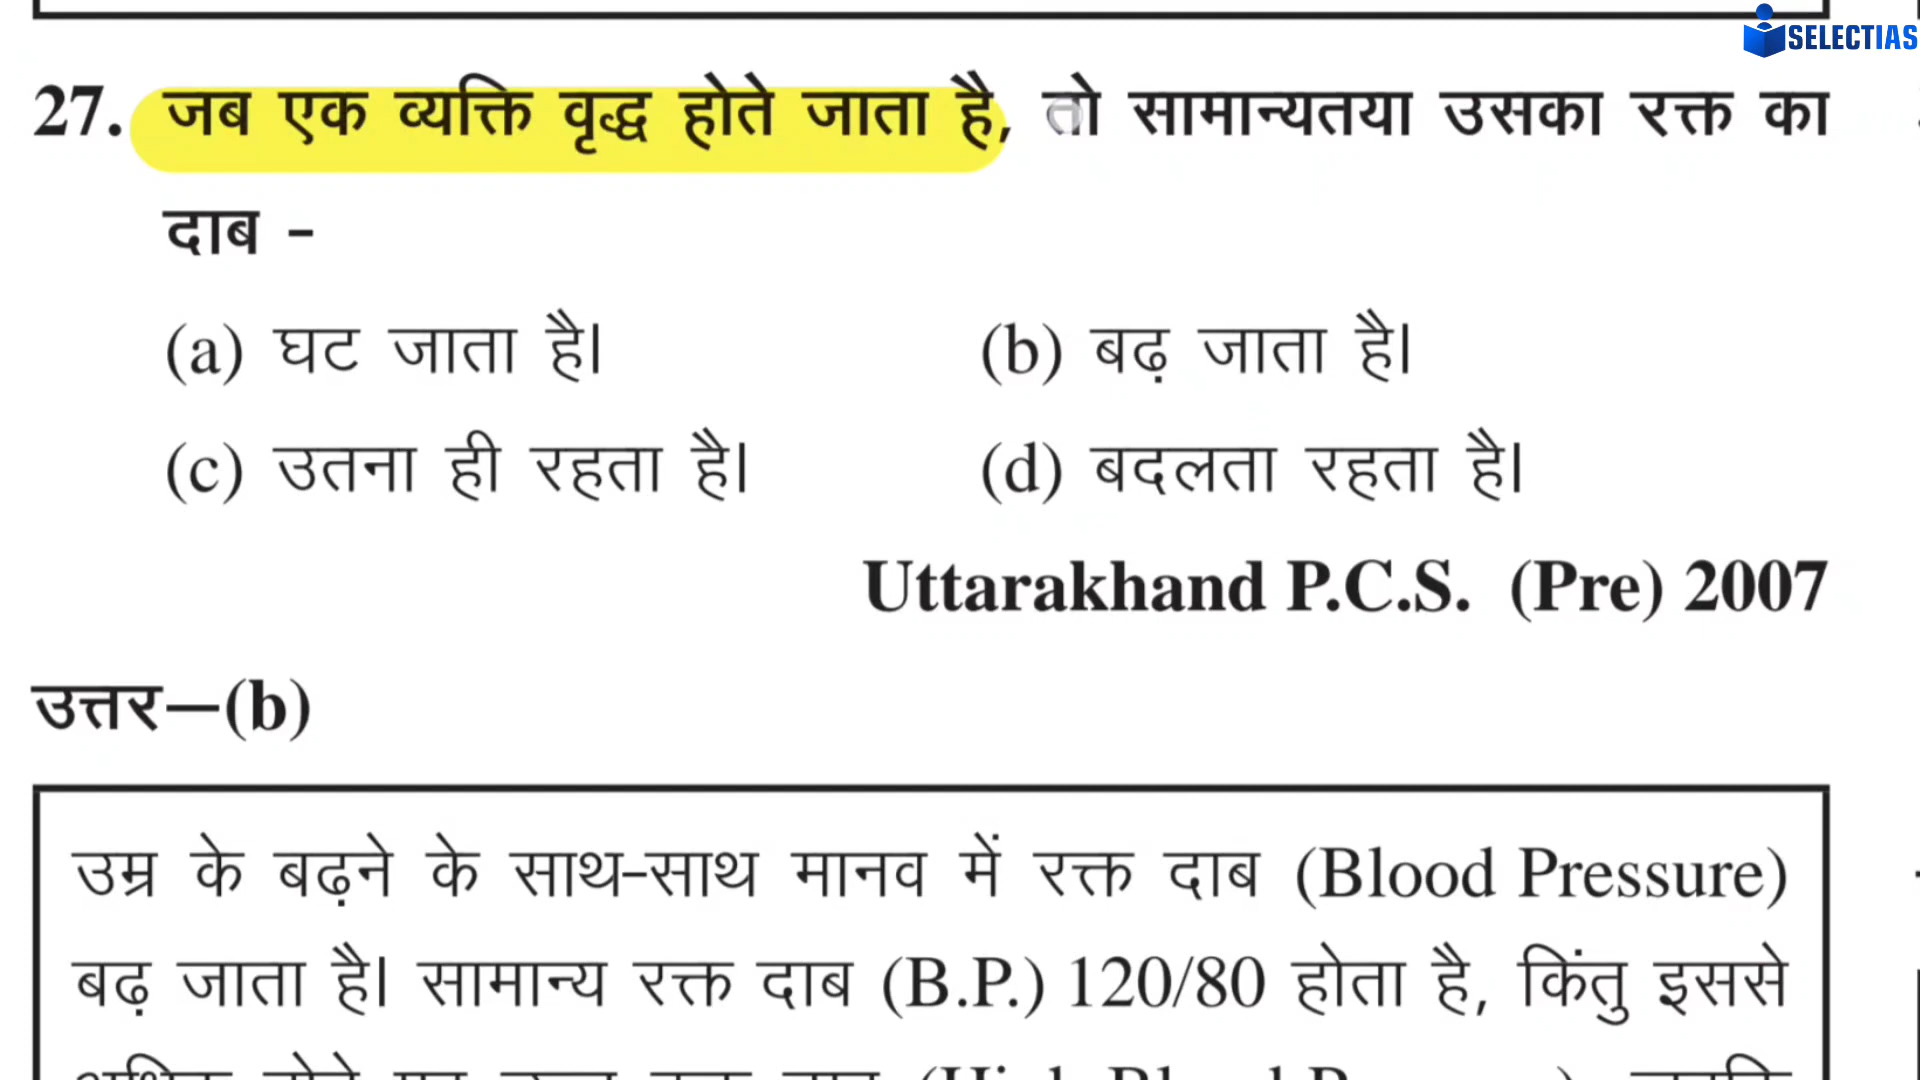 SELECTIAS
27. जब एक व्यक्ति वृद्ध होते जाता है, तो सामान्यतया उसका रक्त का
दाब -
(a) घट जाता है। (b) बढ़ जाता है।
(c) उतना ही रहता है। (d) बदलता रहता है।
Uttarakhand P.C.S. (Pre) 2007
उत्तर—(b)
उम्र के बढ़ने के साथ-साथ मानव में रक्त दाब (Blood Pressure)
बढ़ जाता है। सामान्य रक्त दाब (B.P.) 120/80 होता है, किंतु इससे